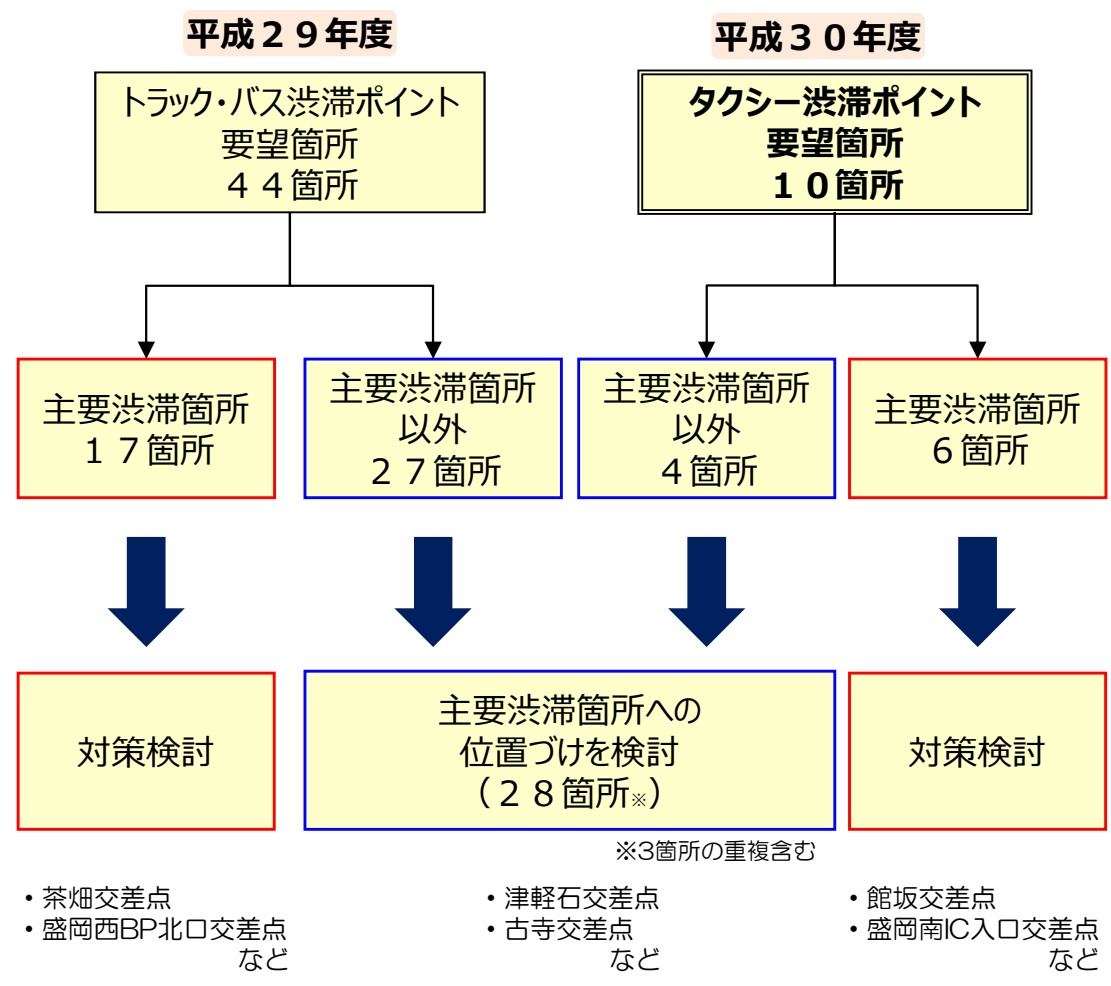 平成２９年度
平成３０年度
トラック・バス渋滞ポイント
要望箇所
４４箇所
タクシー渋滞ポイント
要望箇所
１０箇所
主要渋滞箇所
１７箇所
主要渋滞箇所
以外
２７箇所
主要渋滞箇所
以外
４箇所
主要渋滞箇所
６箇所
対策検討
主要渋滞箇所への
位置づけを検討
（２８箇所※）
対策検討
※3箇所の重複含む
・茶畑交差点
・盛岡西BP北口交差点
など
・津軽石交差点
・古寺交差点
など
・館坂交差点
・盛岡南IC入口交差点
など